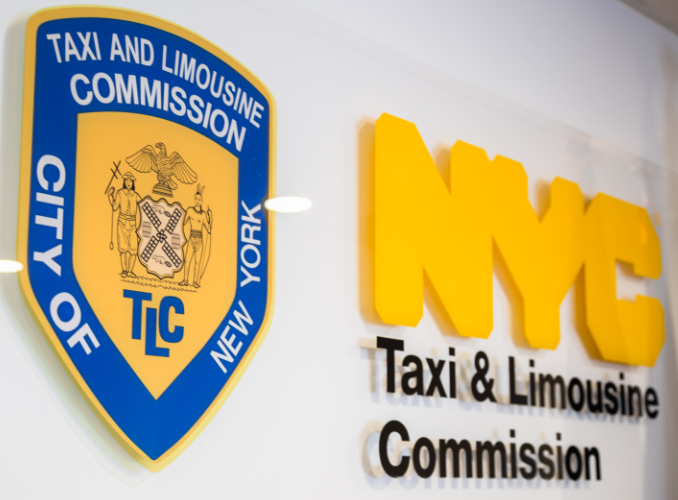 TAXI AND LIMOUSINE
COMMISSION
CITY OF
NEW YORK
TLC
NYC
Taxi & Limousine
Commission